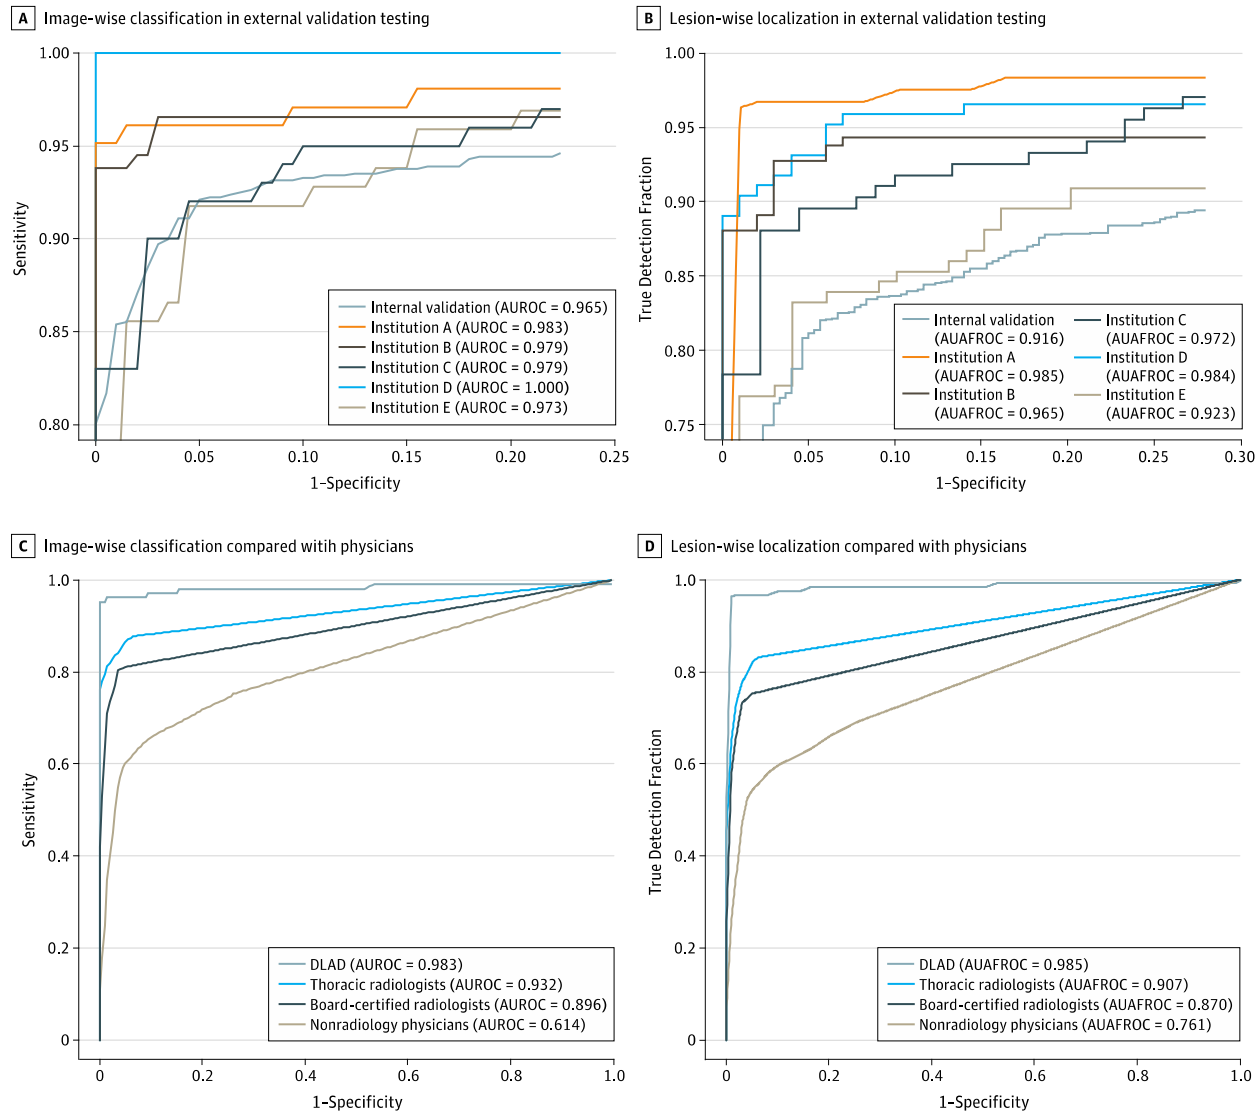 A Image-wise classification in external validation testing
1.00
0.95
0.90
0.85
0.80
Sensitivity
0 0.05 0.10 0.15 0.20 0.25
1–Specificity
Internal validation (AUROC = 0.965)
Institution A (AUROC = 0.983)
Institution B (AUROC = 0.979)
Institution C (AUROC = 0.979)
Institution D (AUROC = 1.000)
Institution E (AUROC = 0.973)
B Lesion-wise localization in external validation testing
1.00
0.95
0.90
0.85
0.80
0.75
True Detection Fraction
0 0.05 0.10 0.15 0.20 0.25 0.30
1–Specificity
Internal validation
(AUAFROC = 0.916)
Institution A
(AUAFROC = 0.985)
Institution B
(AUAFROC = 0.965)
Institution C
(AUAFROC = 0.972)
Institution D
(AUAFROC = 0.984)
Institution E
(AUAFROC = 0.923)
C Image-wise classification compared witih physicians
1.0
0.8
0.6
0.4
0.2
0
Sensitivity
0 0.2 0.4 0.6 0.8 1.0
1–Specificity
DLAD (AUROC = 0.983)
Thoracic radiologists (AUROC = 0.932)
Board-certified radiologists (AUROC = 0.896)
Nonradiology physicians (AUROC = 0.614)
D Lesion-wise localization compared with physicians
1.0
0.8
0.6
0.4
0.2
0
True Detection Fraction
0 0.2 0.4 0.6 0.8 1.0
1–Specificity
DLAD (AUAFROC = 0.985)
Thoracic radiologists (AUAFROC = 0.907)
Board-certified radiologists (AUAFROC = 0.870)
Nonradiology physicians (AUAFROC = 0.761)